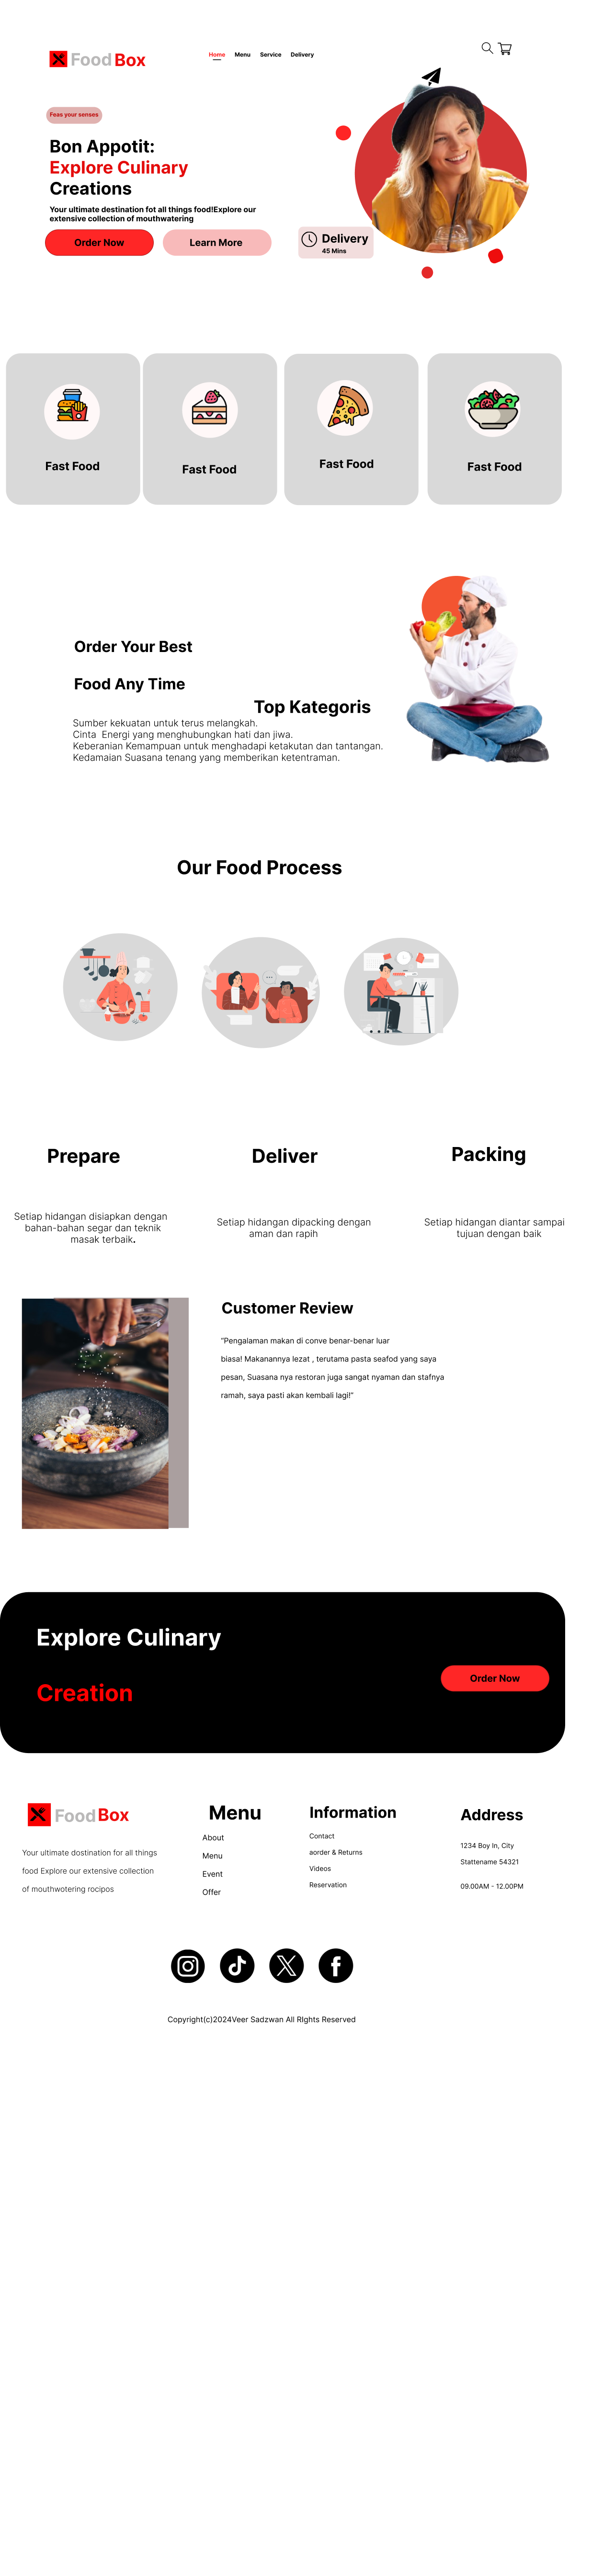 Food Box
Home Menu Service Delivery
Feas your senses
Bon Appotit:
Explore Culinary
Creations
Your ultimate destination fot all things food!Explore our
extensive collection of mouthwatering
Order Now
Learn More
Delivery
45 Mins
Fast Food
Fast Food
Fast Food
Fast Food
Order Your Best
Food Any Time
Top Kategoris
Sumber kekuatan untuk terus melangkah.
Cinta Energi yang menghubungkan hati dan jiwa.
Keberanian Kemampuan untuk menghadapi ketakutan dan tantangan.
Kedamaian Suasana tenang yang memberikan ketentraman.
Our Food Process
Prepare
Deliver
Packing
Setiap hidangan disiapkan dengan
bahan-bahan segar dan teknik
masak terbaik.
Setiap hidangan dipacking dengan
aman dan rapih
Setiap hidangan diantar sampai
tujuan dengan baik
Customer Review
"Pengalaman makan di conve benar-benar luar
biasa! Makanannya lezat , terutama pasta seafod yang saya
pesan, Suasana nya restoran juga sangat nyaman dan stafnya
ramah, saya pasti akan kembali lagi!"
Explore Culinary
Creation
Order Now
Food Box
Your ultimate dostination for all things
food Explore our extensive collection
of mouthwotering rocipos
Menu
About
Menu
Event
Offer
Information
Contact
aorder & Returns
Videos
Reservation
Address
1234 Boy In, City
Stattename 54321
09.00AM - 12.00PM
Copyright(c)2024Veer Sadzwan All RIghts Reserved